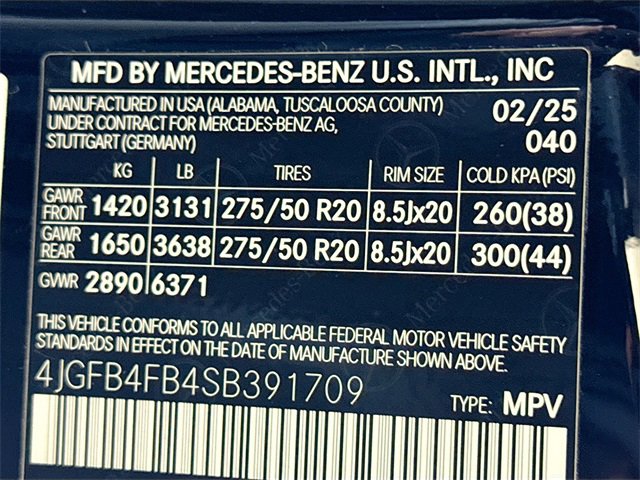 MFD BY MERCEDES-BENZ U.S. INTL., INC
MANUFACTURED IN USA (ALABAMA, TUSCALOOSA COUNTY) 02/25
UNDER CONTRACT FOR MERCEDES-BENZ AG, 040
STUTTGART (GERMANY)
KG LB TIRES RIM SIZE COLD KPA (PSI)
GAWR FRONT 1420 3131 275/50 R20 8.5Jx20 260(38)
GAWR REAR 1650 3638 275/50 R20 8.5Jx20 300(44)
GVWR 2890 6371
THIS VEHICLE CONFORMS TO ALL APPLICABLE FEDERAL MOTOR VEHICLE SAFETY
STANDARDS IN EFFECT ON THE DATE OF MANUFACTURE SHOWN ABOVE.
4JGFB4FB4SB391709 TYPE: MPV